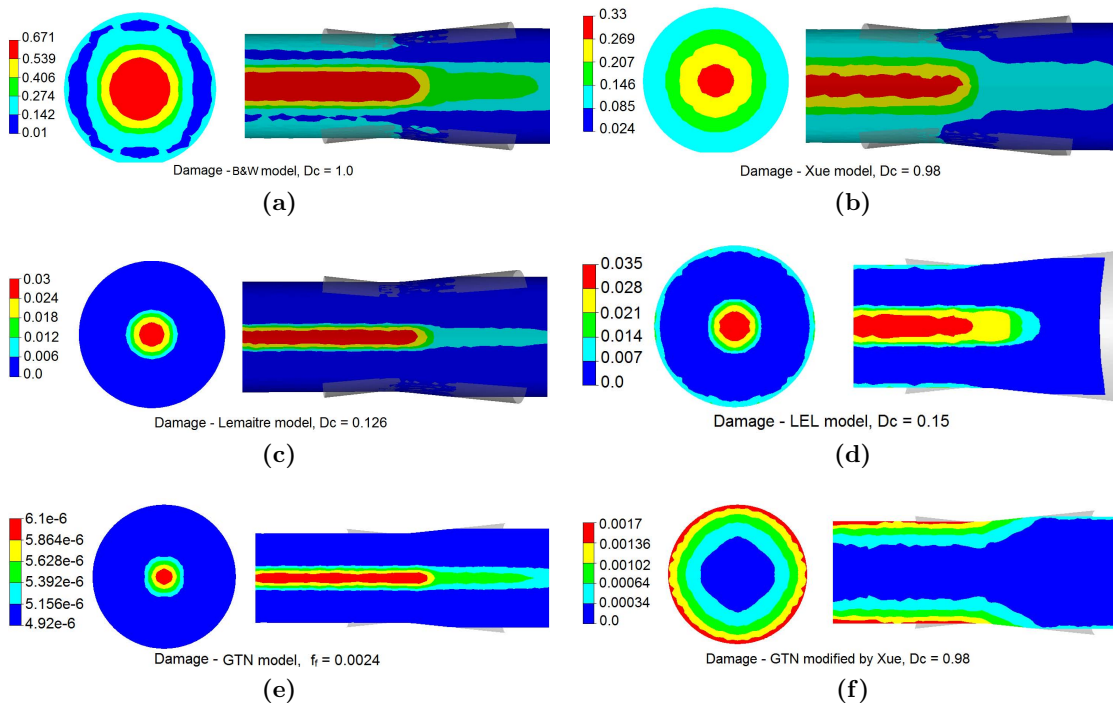 0.671
0.539
0.406
0.274
0.142
0.01
Damage - B&W model, Dc = 1.0
(a)
0.33
0.269
0.207
0.146
0.085
0.024
Damage - Xue model, Dc = 0.98
(b)
0.03
0.024
0.018
0.012
0.006
0.0
Damage - Lemaitre model, Dc = 0.126
(c)
0.035
0.028
0.021
0.014
0.007
0.0
Damage - LEL model, Dc = 0.15
(d)
6.1e-6
5.864e-6
5.628e-6
5.392e-6
5.156e-6
4.92e-6
Damage - GTN model, f_f = 0.0024
(e)
0.0017
0.00136
0.00102
0.00064
0.00034
0.0
Damage - GTN modified by Xue, Dc = 0.98
(f)